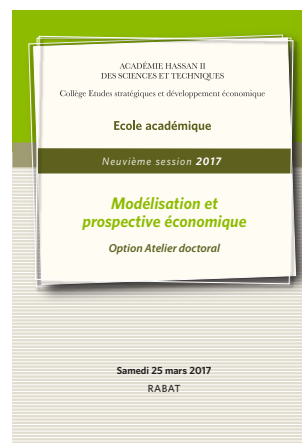 ACADÉMIE HASSAN II
DES SCIENCES ET TECHNIQUES
Collège Etudes stratégiques et développement économique
Ecole académique
Neuvième session 2017
Modélisation et
prospective économique
Option Atelier doctoral
Samedi 25 mars 2017
RABAT